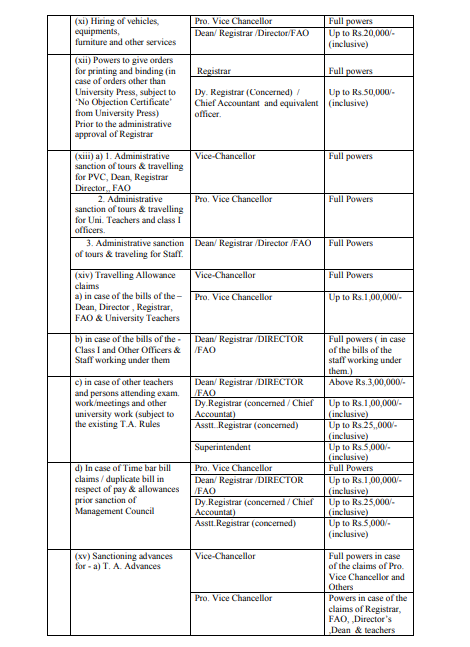 (xi) Hiring of vehicles,
equipments,
furniture and other services
Pro. Vice Chancellor
Full powers
Dean/ Registrar /Director/FAO
Up to Rs.20,000/-
(inclusive)
(xii) Powers to give orders
for printing and binding (in
case of orders other than
University Press, subject to
‘No Objection Certificate’
from University Press)
Prior to the administrative
approval of Registrar
Registrar
Full powers
Dy. Registrar (Concerned) /
Chief Accountant and equivalent
officer.
Up to Rs.50,000/-
(inclusive)
(xiii) a) 1. Administrative
sanction of tours & travelling
for PVC, Dean, Registrar
Director,, FAO
Vice-Chancellor
Full powers
2. Administrative
sanction of tours & travelling
for Uni. Teachers and class I
officers.
Pro. Vice Chancellor
Full Powers
3. Administrative sanction
of tours & traveling for Staff.
Dean/ Registrar /Director /FAO
Full Powers
(xiv) Travelling Allowance
claims
a) in case of the bills of the –
Dean, Director , Registrar,
FAO & University Teachers
Vice-Chancellor
Full Powers
Pro. Vice Chancellor
Up to Rs.1,00,000/-
b) in case of the bills of the -
Class I and Other Officers &
Staff working under them
Dean/ Registrar /DIRECTOR
/FAO
Full powers ( in case
of the bills of the
staff working under
them.)
c) in case of other teachers
and persons attending exam.
work/meetings and other
university work (subject to
the existing T.A. Rules
Dean/ Registrar /DIRECTOR
/FAO
Above Rs.3,00,000/-
Dy.Registrar (concerned / Chief
Accountat)
Up to Rs.1,00,000/-
(inclusive)
Asstt..Registrar (concerned)
Up to Rs.25,,000/-
(inclusive)
Superintendent
Up to Rs.5,000/-
(inclusive)
d) In case of Time bar bill
claims / duplicate bill in
respect of pay & allowances
prior sanction of
Management Council
Pro. Vice Chancellor
Full Powers
Dean/ Registrar /DIRECTOR
/FAO
Up to Rs.1,00,000/-
(inclusive)
Dy.Registrar (concerned / Chief
Accountat)
Up to Rs.25,000/-
(inclusive)
Asstt.Registrar (concerned)
Up to Rs.5,000/-
(inclusive)
(xv) Sanctioning advances
for - a) T. A. Advances
Vice-Chancellor
Full powers in case
of the claims of Pro.
Vice Chancellor and
Others
Pro. Vice Chancellor
Powers in case of the
claims of Registrar,
FAO, ,Director’s
,Dean & teachers